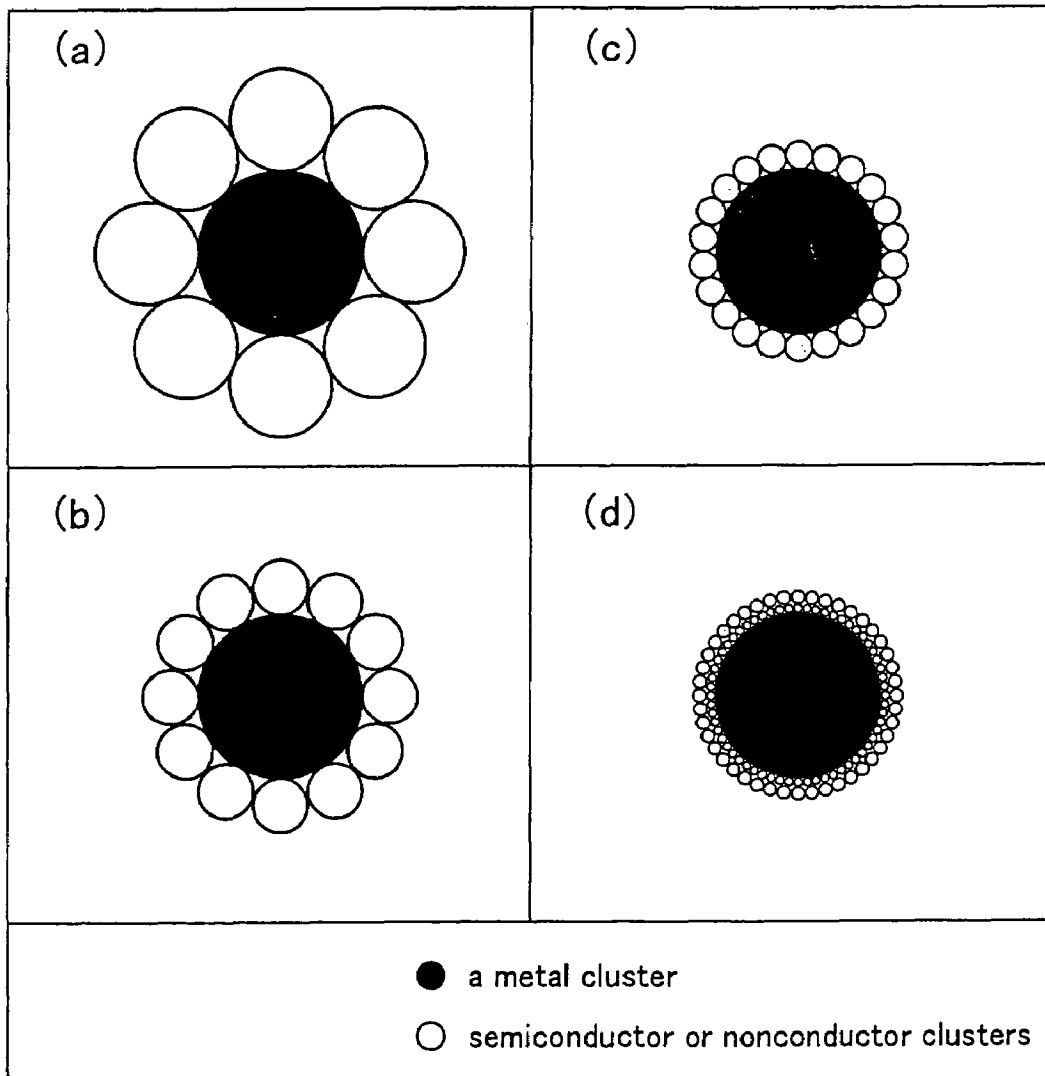 (a)
(c)
(b)
(d)
a metal cluster
semiconductor or nonconductor clusters